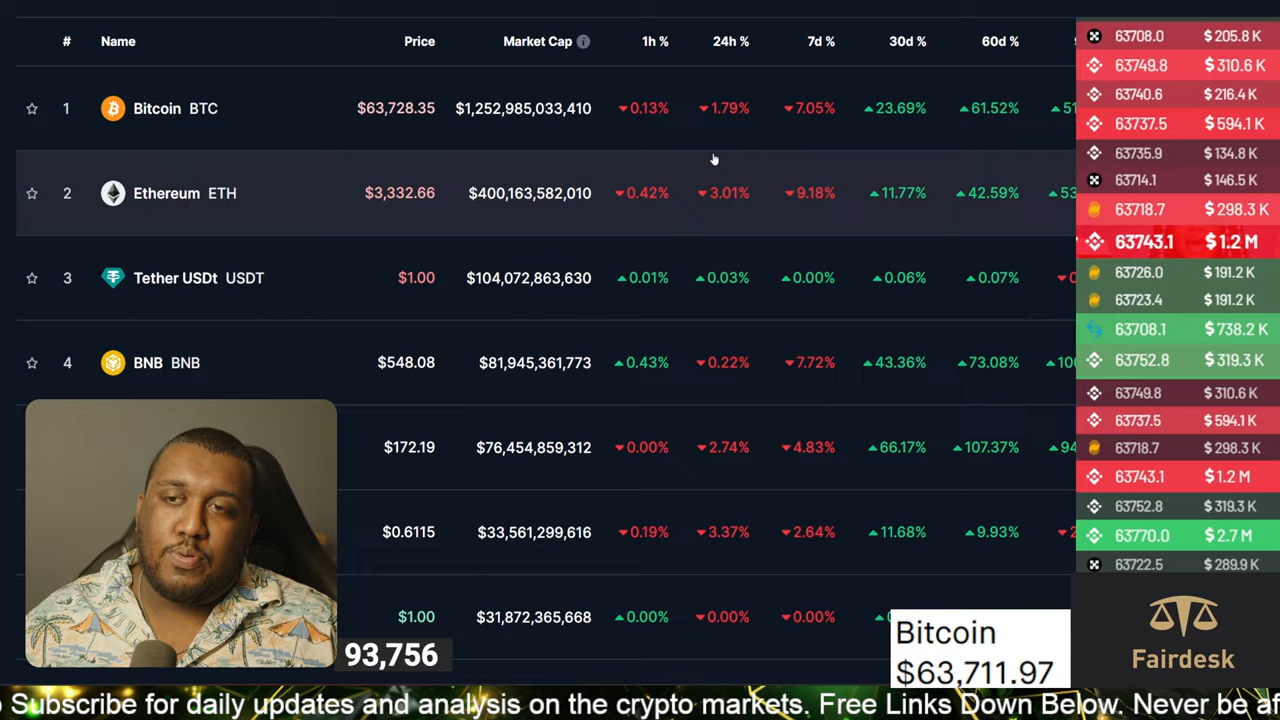 # Name Price Market Cap 1h % 24h % 7d % 30d % 60d %
1 Bitcoin BTC $63,728.35 $1,252,985,033,410 0.13% 1.79% 7.05% 23.69% 61.52% 51
2 Ethereum ETH $3,332.66 $400,163,582,010 0.42% 3.01% 9.18% 11.77% 42.59% 53
3 Tether USDt USDT $1.00 $104,072,863,630 0.01% 0.03% 0.00% 0.06% 0.07%
4 BNB BNB $548.08 $81,945,361,773 0.43% 0.22% 7.72% 43.36% 73.08% 100
$172.19 $76,454,859,312 0.00% 2.74% 4.83% 66.17% 107.37% 94
$0.6115 $33,561,299,616 0.19% 3.37% 2.64% 11.68% 9.93% 2
$1.00 $31,872,365,668 0.00% 0.00% 0.00%
63708.0 $205.8 K
63749.8 $310.6 K
63740.6 $216.4 K
63737.5 $594.1 K
63735.9 $134.8 K
63714.1 $146.5 K
63718.7 $298.3 K
63743.1 $1.2 M
63726.0 $191.2 K
63723.4 $191.2 K
63708.1 $738.2 K
63752.8 $319.3 K
63749.8 $310.6 K
63737.5 $594.1 K
63718.7 $298.3 K
63743.1 $1.2 M
63752.8 $319.3 K
63770.0 $2.7 M
63722.5 $289.9 K
93,756
Bitcoin
$63,711.97
Fairdesk
Subscribe for daily updates and analysis on the crypto markets. Free Links Down Below. Never be